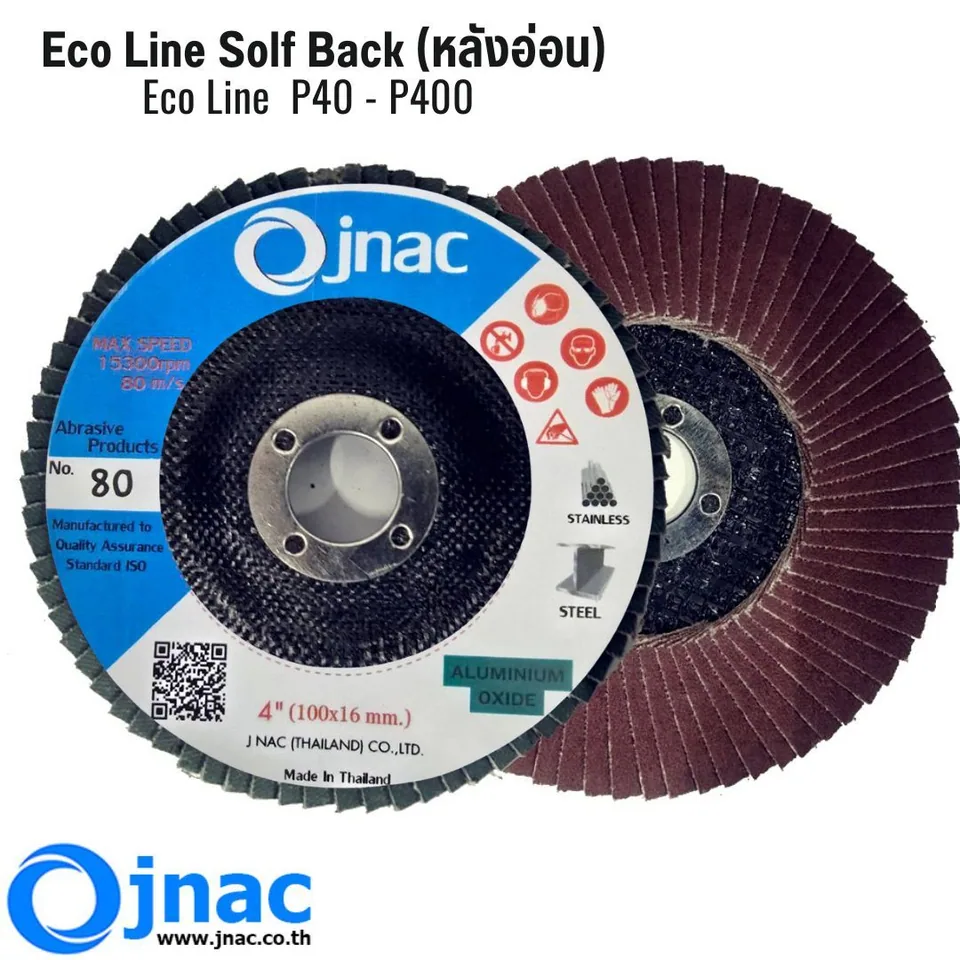 Eco Line Solf Back (หลังอ่อน)
Eco Line P40 - P400
jnac
MAX SPEED
15300rpm
80 m/s
Abrasive
Products
No. 80
Manufactured to
Quality Assurance
Standard ISO
STAINLESS
STEEL
ALUMINIUM
OXIDE
4" (100x16 mm.)
J NAC (THAILAND) CO.,LTD.
Made In Thailand
jnac
www.jnac.co.th